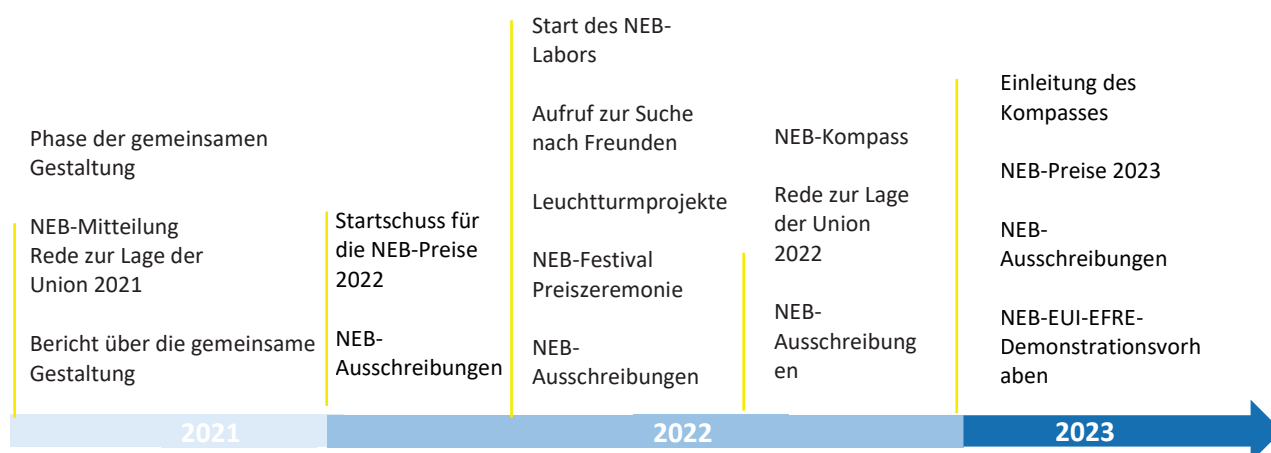 Phase der gemeinsamen
Gestaltung
NEB-Mitteilung
Rede zur Lage der
Union 2021
Bericht über die gemeinsame
Gestaltung
Startschuss für
die NEB-Preise
2022
NEB-
Ausschreibungen
Start des NEB-
Labors
Aufruf zur Suche
nach Freunden
Leuchtturmprojekte
NEB-Festival
Preiszeremonie
NEB-
Ausschreibungen
NEB-Kompass
Rede zur Lage
der Union
2022
NEB-
Ausschreibung
en
Einleitung des
Kompasses
NEB-Preise 2023
NEB-
Ausschreibungen
NEB-EUI-EFRE-
Demonstrationsvorh
aben
2021
2022
2023